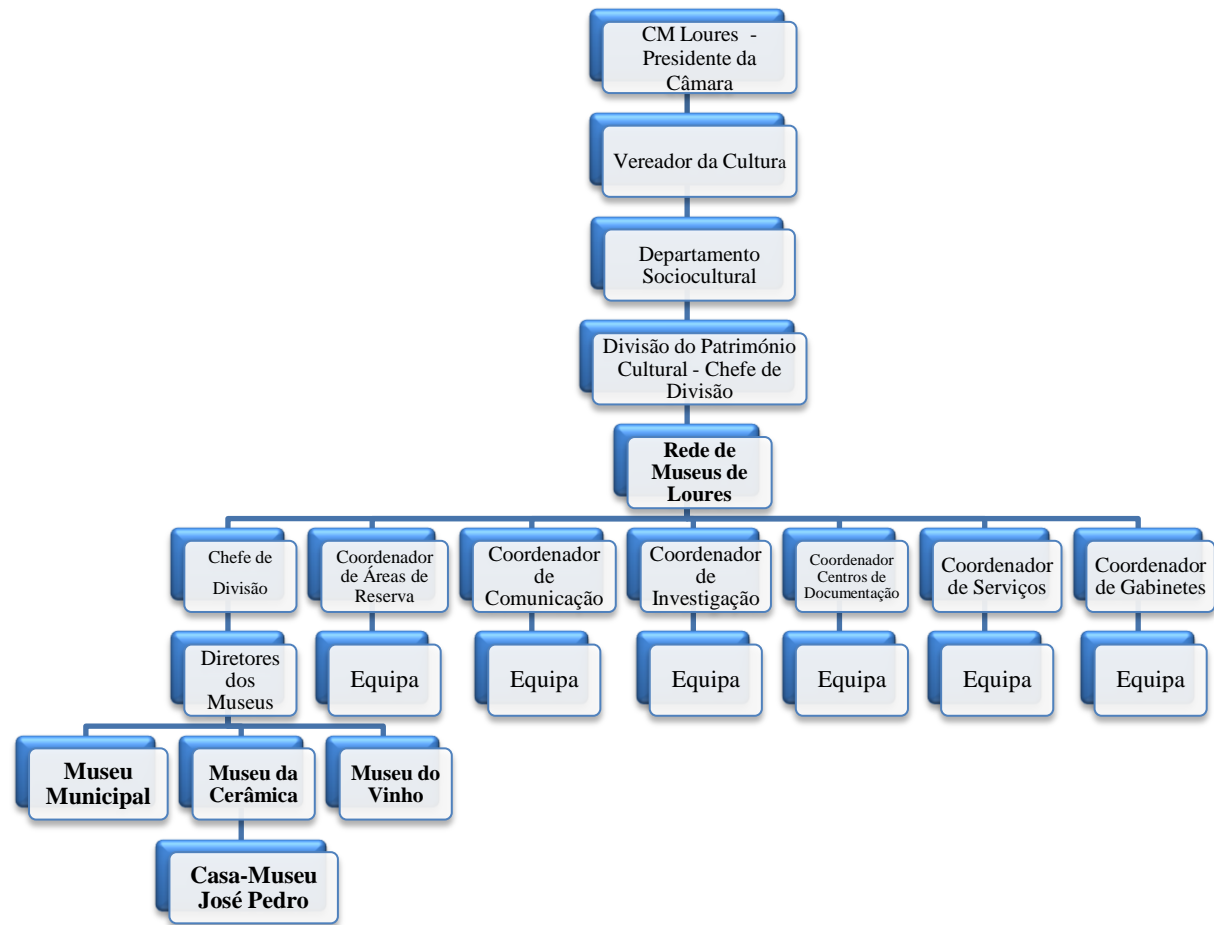 CM Loures -
Presidente da
Câmara
Vereador da Cultura
Departamento
Sociocultural
Divisão do Património
Cultural - Chefe de
Divisão
Rede de
Museus de
Loures
Chefe de
Divisão
Coordenador
de Áreas de
Reserva
Coordenador
de
Comunicação
Coordenador
de
Investigação
Coordenador
Centros de
Documentação
Coordenador
de Serviços
Coordenador
de Gabinetes
Diretores
dos
Museus
Equipa
Equipa
Equipa
Equipa
Equipa
Equipa
Museu
Municipal
Museu da
Cerâmica
Museu do
Vinho
Casa-Museu
José Pedro